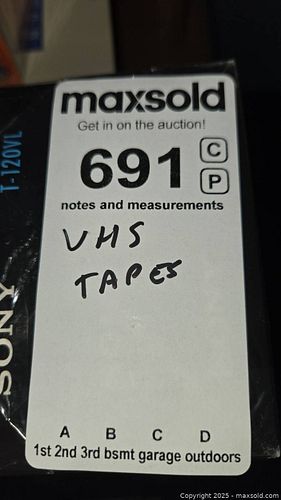 maxsold
Get in on the auction!
691
C
P
notes and measurements
VHS
TAPES
A B C D
1st 2nd 3rd bsmt garage outdoors
T-120VL
SONY
Copyright 2025 - maxsold.com